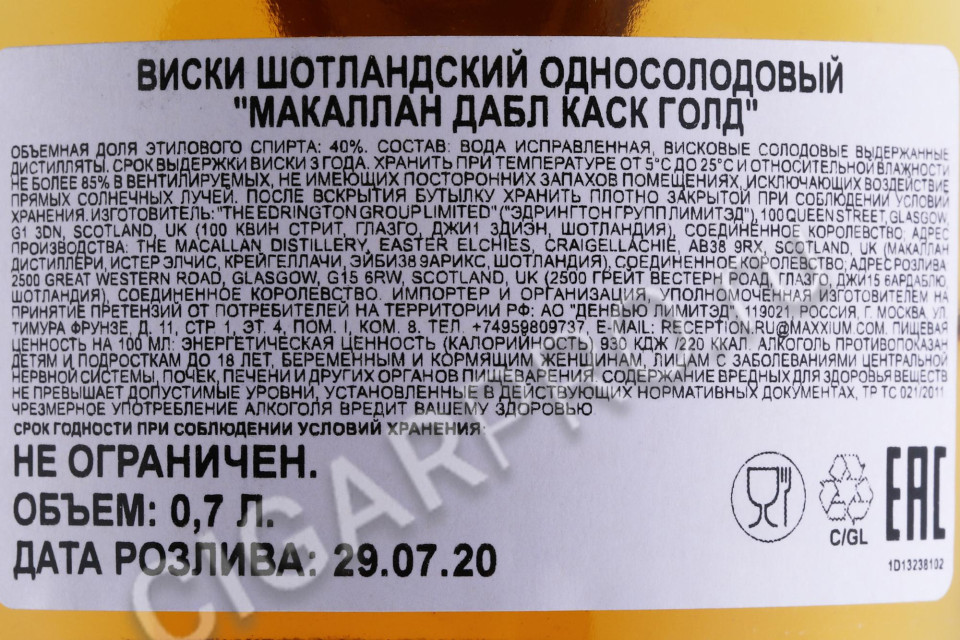 ВИСКИ ШОТЛАНДСКИЙ ОДНОСОЛОДОВЫЙ
"МАКАЛЛАН ДАБЛ КАСК ГОЛД"
ОБЪЕМНАЯ ДОЛЯ ЭТИЛОВОГО СПИРТА: 40%. СОСТАВ: ВОДА ИСПРАВЛЕННАЯ, ВИСКОВЫЕ СОЛОДОВЫЕ ВЫДЕРЖАННЫЕ
ДИСТИЛЛЯТЫ. СРОК ВЫДЕРЖКИ ВИСКИ 3 ГОДА. ХРАНИТЬ ПРИ ТЕМПЕРАТУРЕ ОТ 5°С ДО 25°С И ОТНОСИТЕЛЬНОЙ ВЛАЖНОСТИ
НЕ БОЛЕЕ 85% В ВЕНТИЛИРУЕМЫХ, НЕ ИМЕЮЩИХ ПОСТОРОННИХ ЗАПАХОВ ПОМЕЩЕНИЯХ, ИСКЛЮЧАЮЩИХ ВОЗДЕЙСТВИЕ
ПРЯМЫХ СОЛНЕЧНЫХ ЛУЧЕЙ. ПОСЛЕ ВСКРЫТИЯ БУТЫЛКУ ХРАНИТЬ ПЛОТНО ЗАКРЫТОЙ ПРИ СОБЛЮДЕНИИ УСЛОВИЙ
ХРАНЕНИЯ. ИЗГОТОВИТЕЛЬ: "THE EDRINGTON GROUP LIMITED" ("ЭДРИНГТОН ГРУПП ЛИМИТЭД"), 100 QUEEN STREET, GLASGOW,
G1 3DN, SCOTLAND, UK (100 КВИН СТРИТ, ГЛАЗГО, ДЖИ1 3ДИЭН, ШОТЛАНДИЯ), СОЕДИНЕННОЕ КОРОЛЕВСТВО, АДРЕС
ПРОИЗВОДСТВА: THE MACALLAN DISTILLERY, EASTER ELCHIES, CRAIGELLACHIE, AB38 9RX, SCOTLAND, UK (МАКАЛЛАН
ДИСТИЛЛЕРИ, ИСТЕР ЭЛЧИС, КРЕЙГЕЛЛАЧИ, ЭЙБИ38 9АРИКС, ШОТЛАНДИЯ), СОЕДИНЕННОЕ КОРОЛЕВСТВО, АДРЕС РОЗЛИВА:
2500 GREAT WESTERN ROAD, GLASGOW, G15 6RW, SCOTLAND, UK (2500 ГРЕЙТ ВЕСТЕРН РОАД, ГЛАЗГО, ДЖИ15 6АРДАБЛЮ,
ШОТЛАНДИЯ), СОЕДИНЕННОЕ КОРОЛЕВСТВО. ИМПОРТЕР И ОРГАНИЗАЦИЯ, УПОЛНОМОЧЕННАЯ ИЗГОТОВИТЕЛЕМ НА
ПРИНЯТИЕ ПРЕТЕНЗИЙ ОТ ПОТРЕБИТЕЛЕЙ НА ТЕРРИТОРИИ РФ: АО "ДЕНВЬЮ ЛИМИТЭД", 119021 РОССИЯ, Г. МОСКВА, УЛ.
ТИМУРА ФРУНЗЕ, Д. 11, СТР. 1, ЭТ. 4, ПОМ. I, КОМ. 8. ТЕЛ. +74959809737, E-MAIL: RECEPTION.RU@MAXXIUM.COM. ПИЩЕВАЯ
ЦЕННОСТЬ НА 100 МЛ: ЭНЕРГЕТИЧЕСКАЯ ЦЕННОСТЬ (КАЛОРИЙНОСТЬ): 930 КДЖ /220 ККАЛ. АЛКОГОЛЬ ПРОТИВОПОКАЗАН
ДЕТЯМ И ПОДРОСТКАМ ДО 18 ЛЕТ, БЕРЕМЕННЫМ И КОРМЯЩИМ ЖЕНЩИНАМ, ЛИЦАМ С ЗАБОЛЕВАНИЯМИ ЦЕНТРАЛЬНОЙ
НЕРВНОЙ СИСТЕМЫ, ПОЧЕК, ПЕЧЕНИ И ДРУГИХ ОРГАНОВ ПИЩЕВАРЕНИЯ. СОДЕРЖАНИЕ ВРЕДНЫХ ДЛЯ ЗДОРОВЬЯ ВЕЩЕСТВ
НЕ ПРЕВЫШАЕТ ДОПУСТИМЫЕ УРОВНИ, УСТАНОВЛЕННЫЕ В ДЕЙСТВУЮЩИХ НОРМАТИВНЫХ ДОКУМЕНТАХ, ТР ТС 021/2011
ЧРЕЗМЕРНОЕ УПОТРЕБЛЕНИЕ АЛКОГОЛЯ ВРЕДИТ ВАШЕМУ ЗДОРОВЬЮ.
СРОК ГОДНОСТИ ПРИ СОБЛЮДЕНИИ УСЛОВИЙ ХРАНЕНИЯ:
НЕ ОГРАНИЧЕН.
ОБЪЕМ: 0,7 Л.
ДАТА РОЗЛИВА: 29.07.20
C/GL
EAC
1D13238102
CIGARPRO.ru